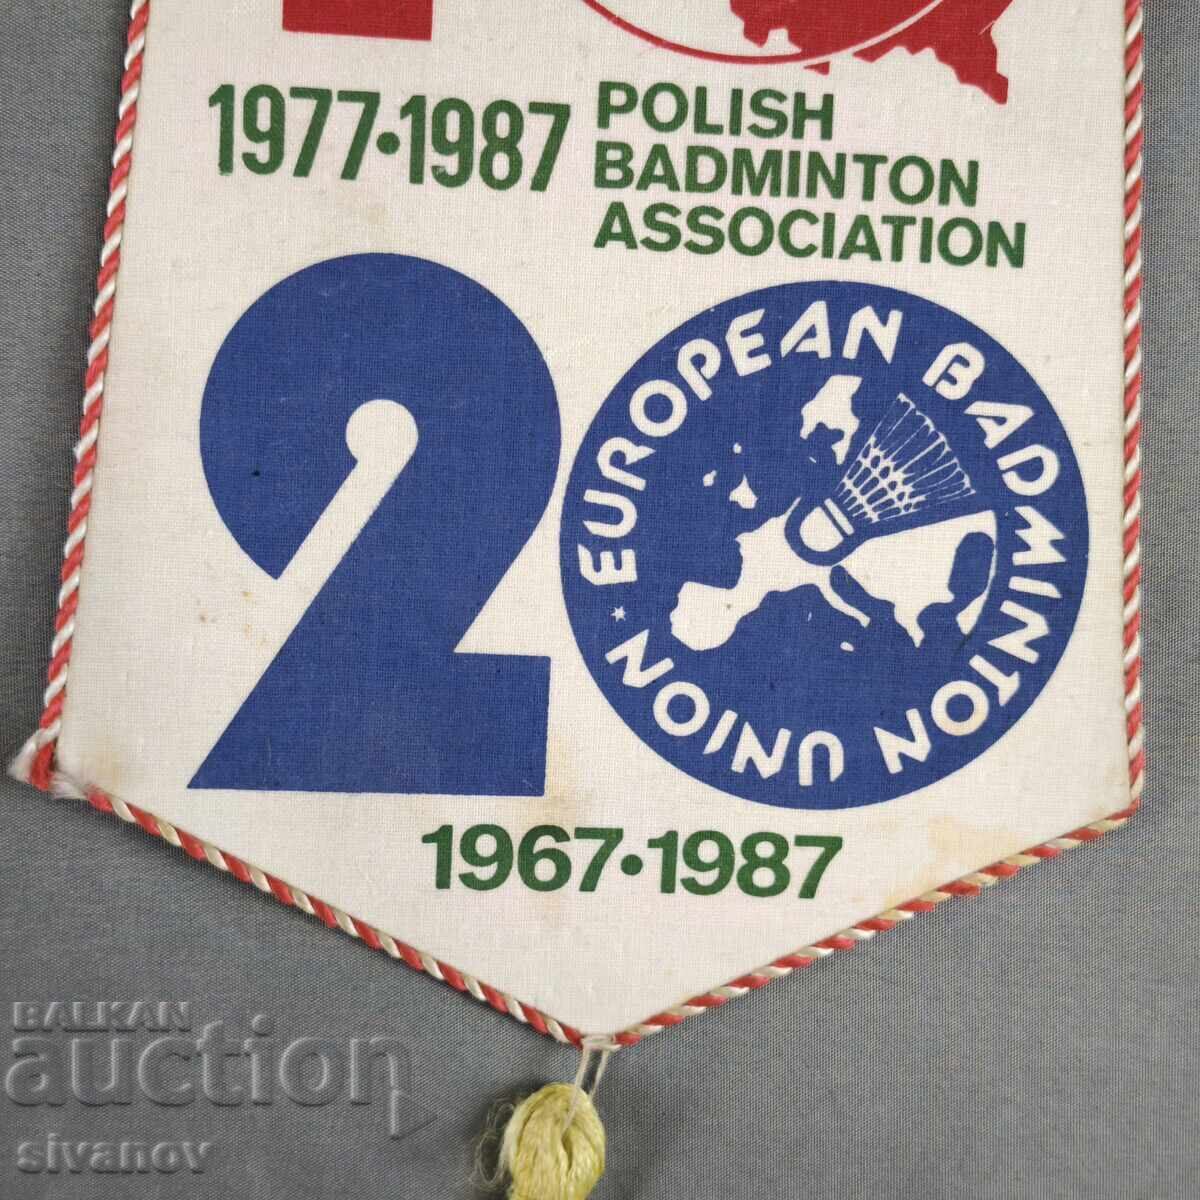 1977•1987
POLISH
BADMINTON
ASSOCIATION
20
EUROPEAN BADMINTON UNION
1967•1987
BALKAN
auction
sivanov